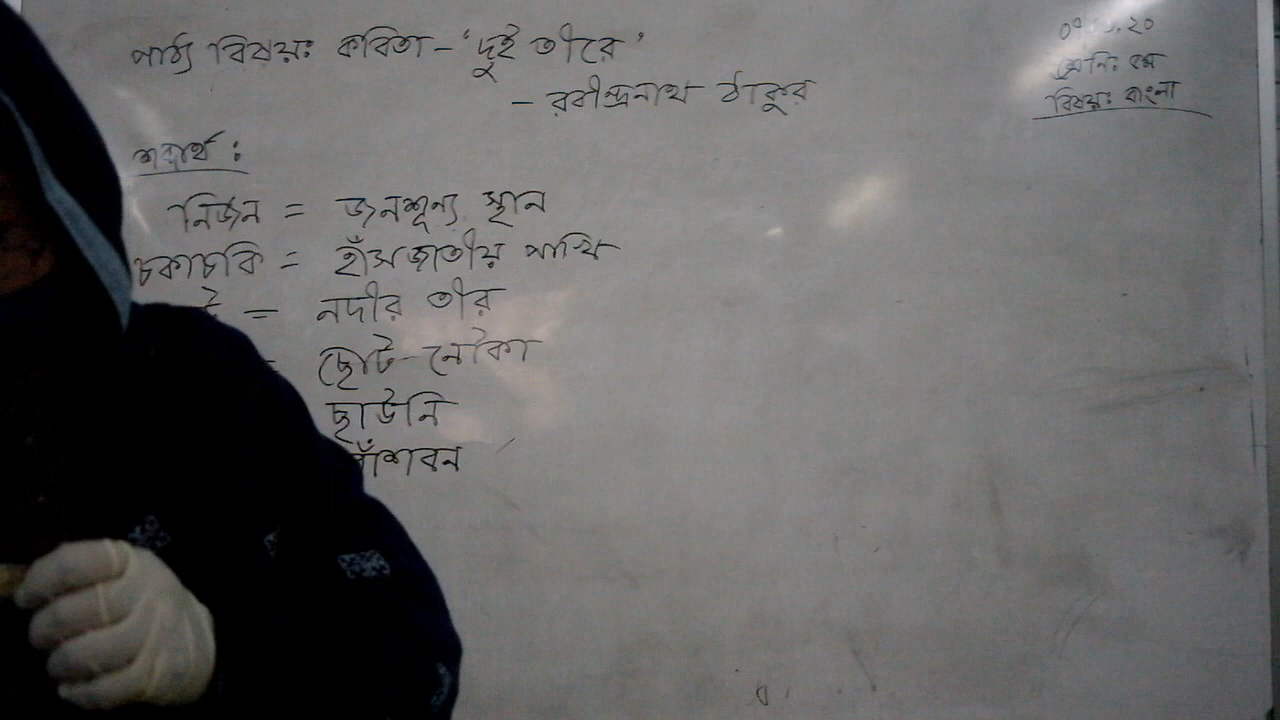 পাঠ্য বিষয়ঃ কবিতা - 'দুই তীরে'
- রবীন্দ্রনাথ ঠাকুর
শ্রেনিঃ ৫ম
বিষয়ঃ বাংলা
শব্দার্থ :
নির্জন = জনশূন্য স্থান
চকাচকি = হাঁসজাতীয় পাখি
= নদীর তীর
= ছোট নৌকা
ছাউনি
বাঁশবন